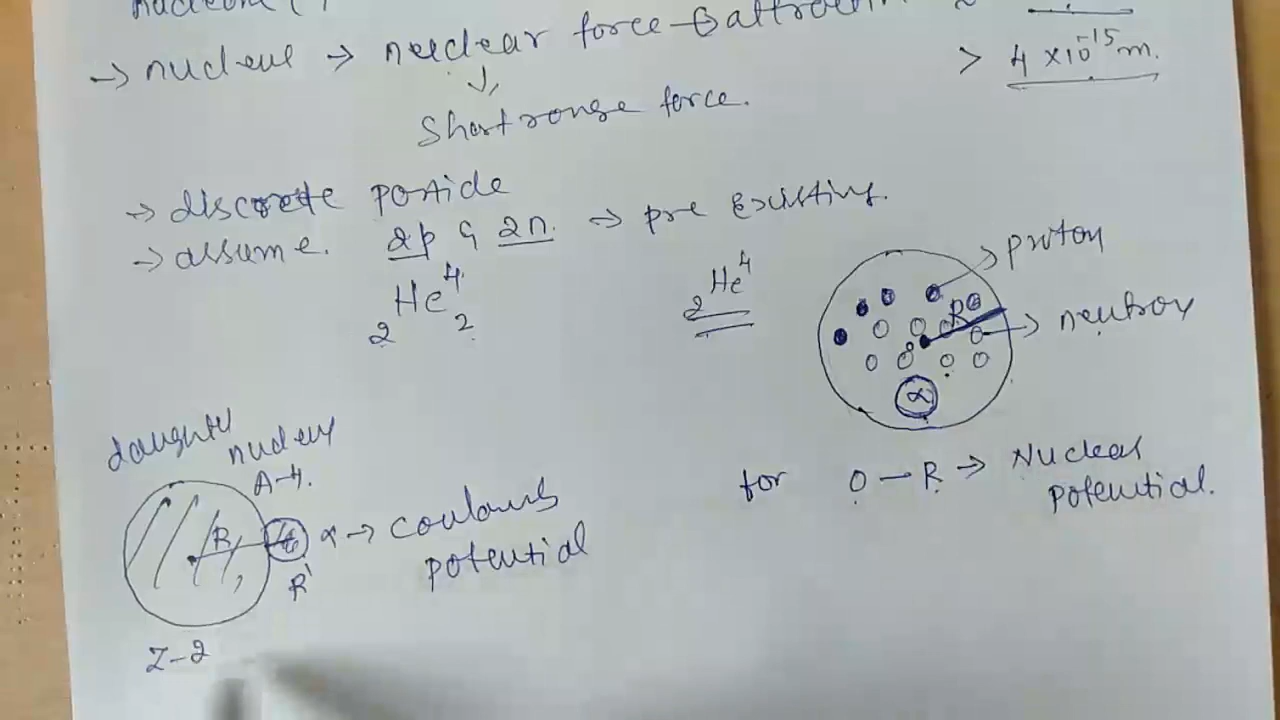 → nucleus → nuclear force → attraction
> 4 × 10⁻¹⁵ m.
↓
Short range force.
→ discrete particle
→ assume. 2p & 2n. → pre existing.
₂He⁴₂
₂He⁴
→ proton
R
→ neutron
α
daughter nucleus
A-4.
R
α → coulombs potential
R'
Z-2
for 0 – R → Nuclear potential.